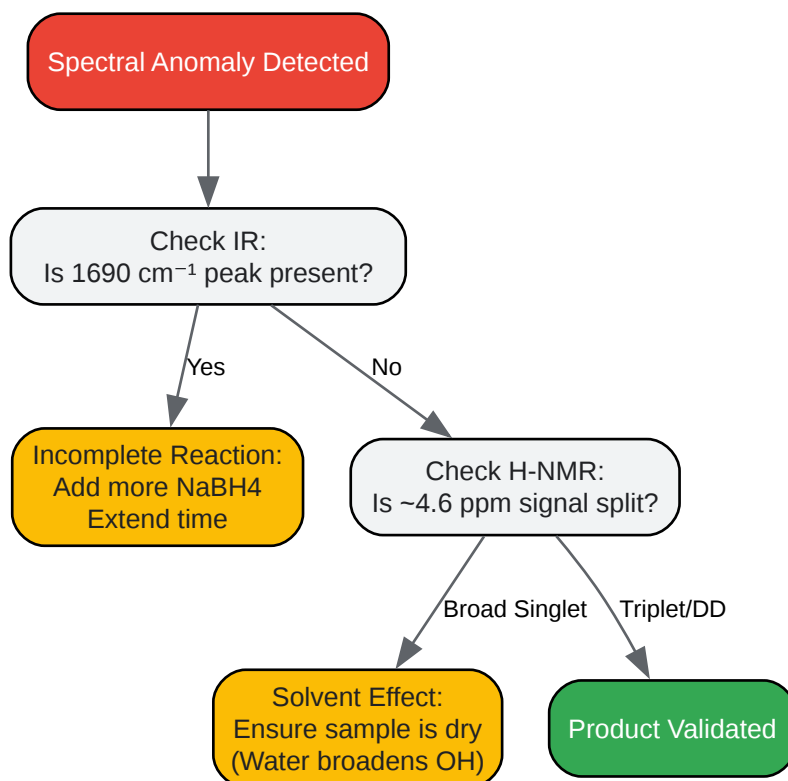 Spectral Anomaly Detected
Check IR:
Is 1690 cm⁻¹ peak present?
Yes
No
Incomplete Reaction:
Add more NaBH4
Extend time
Check H-NMR:
Is ~4.6 ppm signal split?
Broad Singlet
Triplet/DD
Solvent Effect:
Ensure sample is dry
(Water broadens OH)
Product Validated